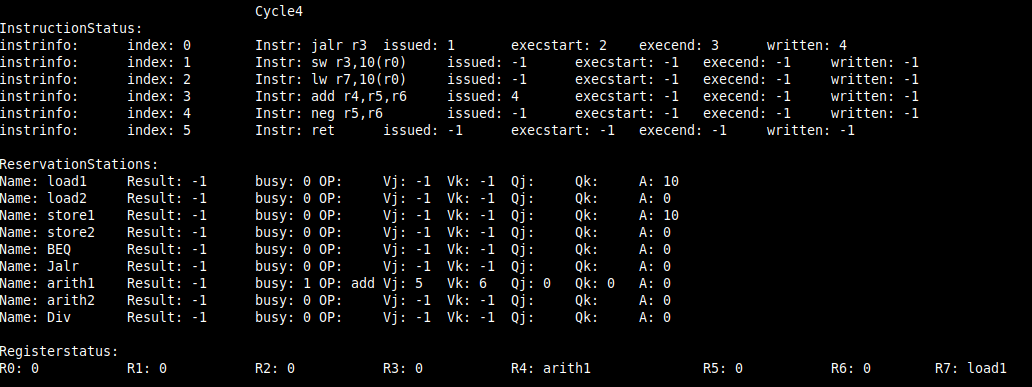 Cycle4
InstructionStatus:
instrinfo: index: 0 Instr: jalr r3 issued: 1 execstart: 2 execend: 3 written: 4
instrinfo: index: 1 Instr: sw r3,10(r0) issued: -1 execstart: -1 execend: -1 written: -1
instrinfo: index: 2 Instr: lw r7,10(r0) issued: -1 execstart: -1 execend: -1 written: -1
instrinfo: index: 3 Instr: add r4,r5,r6 issued: 4 execstart: -1 execend: -1 written: -1
instrinfo: index: 4 Instr: neg r5,r6 issued: -1 execstart: -1 execend: -1 written: -1
instrinfo: index: 5 Instr: ret issued: -1 execstart: -1 execend: -1 written: -1
ReservationStations:
Name: load1 Result: -1 busy: 0 OP: Vj: -1 Vk: -1 Qj: Qk: A: 10
Name: load2 Result: -1 busy: 0 OP: Vj: -1 Vk: -1 Qj: Qk: A: 0
Name: store1 Result: -1 busy: 0 OP: Vj: -1 Vk: -1 Qj: Qk: A: 10
Name: store2 Result: -1 busy: 0 OP: Vj: -1 Vk: -1 Qj: Qk: A: 0
Name: BEQ Result: -1 busy: 0 OP: Vj: -1 Vk: -1 Qj: Qk: A: 0
Name: Jalr Result: -1 busy: 0 OP: Vj: -1 Vk: -1 Qj: Qk: A: 0
Name: arith1 Result: -1 busy: 1 OP: add Vj: 5 Vk: 6 Qj: 0 Qk: 0 A: 0
Name: arith2 Result: -1 busy: 0 OP: Vj: -1 Vk: -1 Qj: Qk: A: 0
Name: Div Result: -1 busy: 0 OP: Vj: -1 Vk: -1 Qj: Qk: A: 0
Registerstatus:
R0: 0 R1: 0 R2: 0 R3: 0 R4: arith1 R5: 0 R6: 0 R7: load1